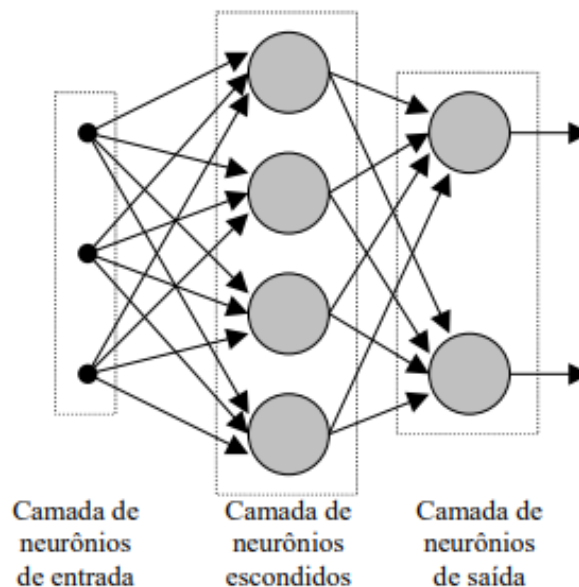 Camada de
neurônios
de entrada
Camada de
neurônios
escondidos
Camada de
neurônios
de saída